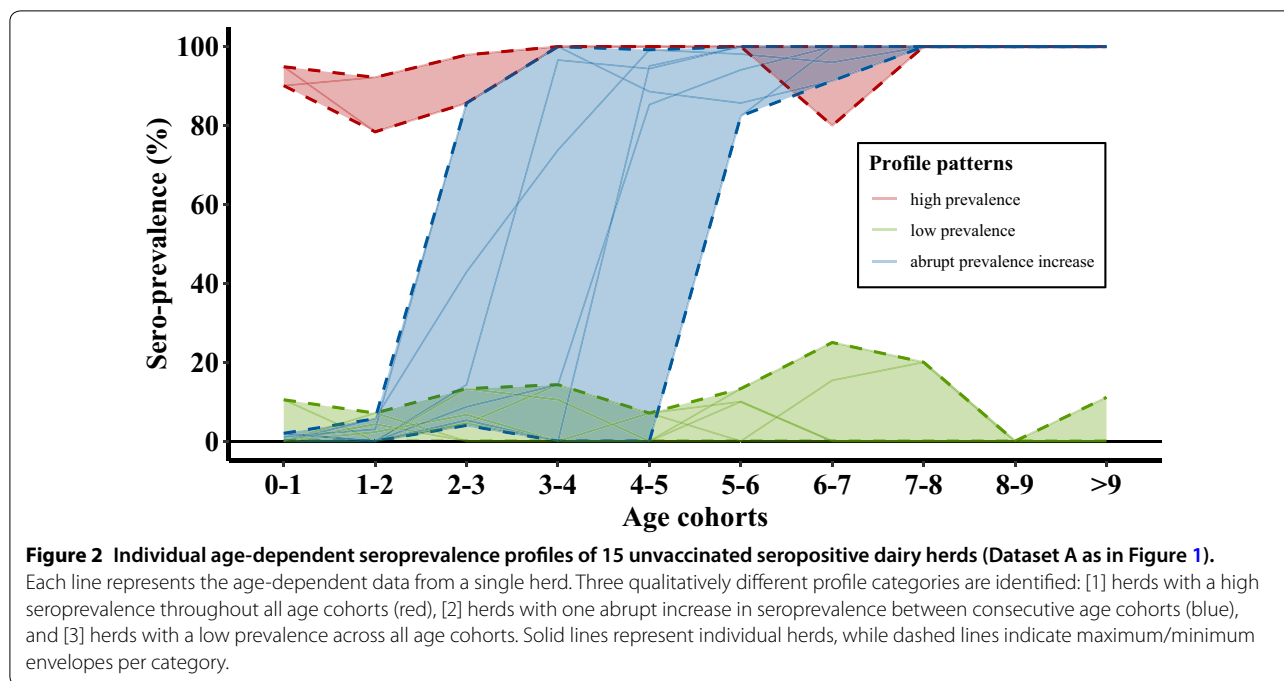 100
80
60
40
20
0
Sero-prevalence (%)
Profile patterns
high prevalence
low prevalence
abrupt prevalence increase
0-1 1-2 2-3 3-4 4-5 5-6 6-7 7-8 8-9 >9
Age cohorts
Figure 2 Individual age-dependent seroprevalence profiles of 15 unvaccinated seropositive dairy herds (Dataset A as in Figure 1).
Each line represents the age-dependent data from a single herd. Three qualitatively different profile categories are identified: [1] herds with a high
seroprevalence throughout all age cohorts (red), [2] herds with one abrupt increase in seroprevalence between consecutive age cohorts (blue),
and [3] herds with a low prevalence across all age cohorts. Solid lines represent individual herds, while dashed lines indicate maximum/minimum
envelopes per category.